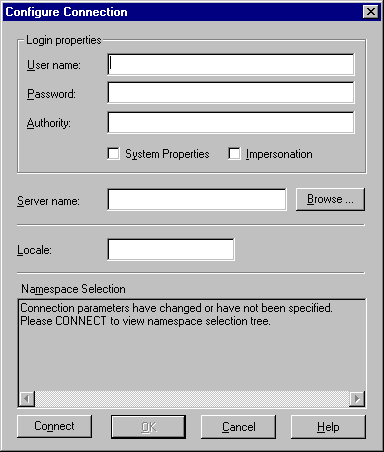 Configure Connection
Login properties
User name:
Password:
Authority:
System Properties Impersonation
Server name: Browse ...
Locale:
Namespace Selection
Connection parameters have changed or have not been specified.
Please CONNECT to view namespace selection tree.
Connect OK Cancel Help